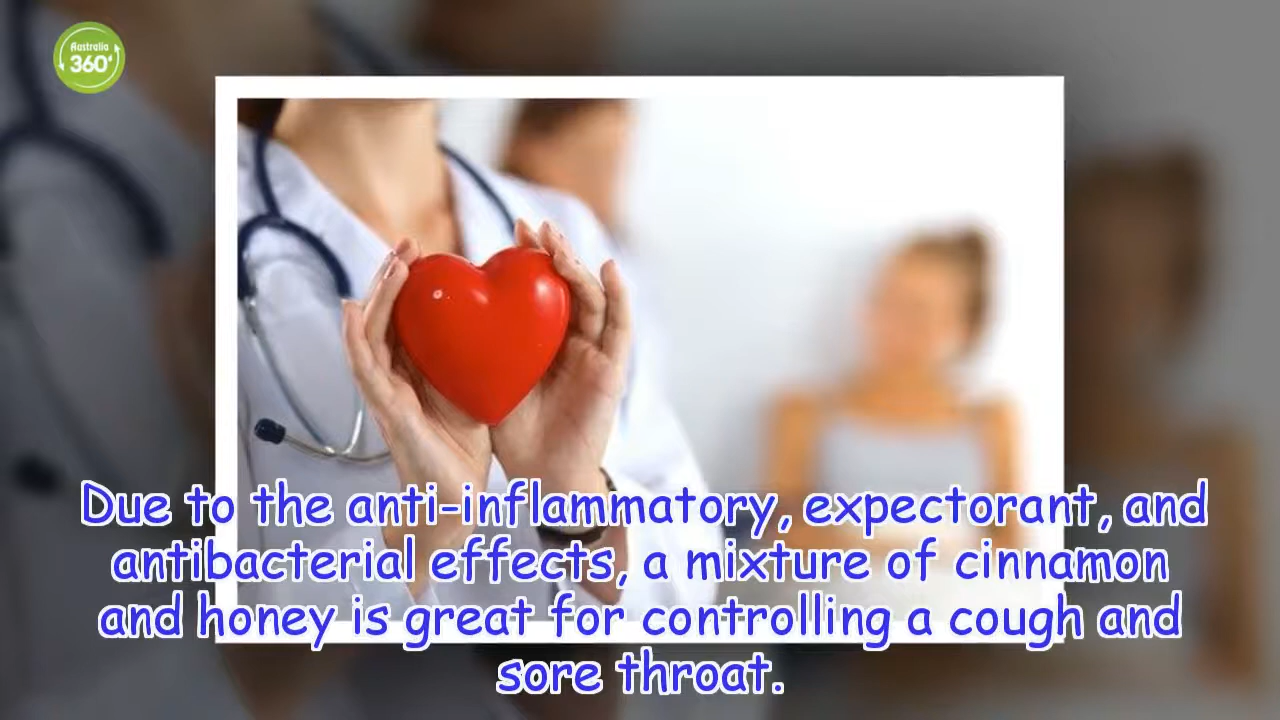 Australia
360°
Due to the anti-inflammatory, expectorant, and
antibacterial effects, a mixture of cinnamon
and honey is great for controlling a cough and
sore throat.